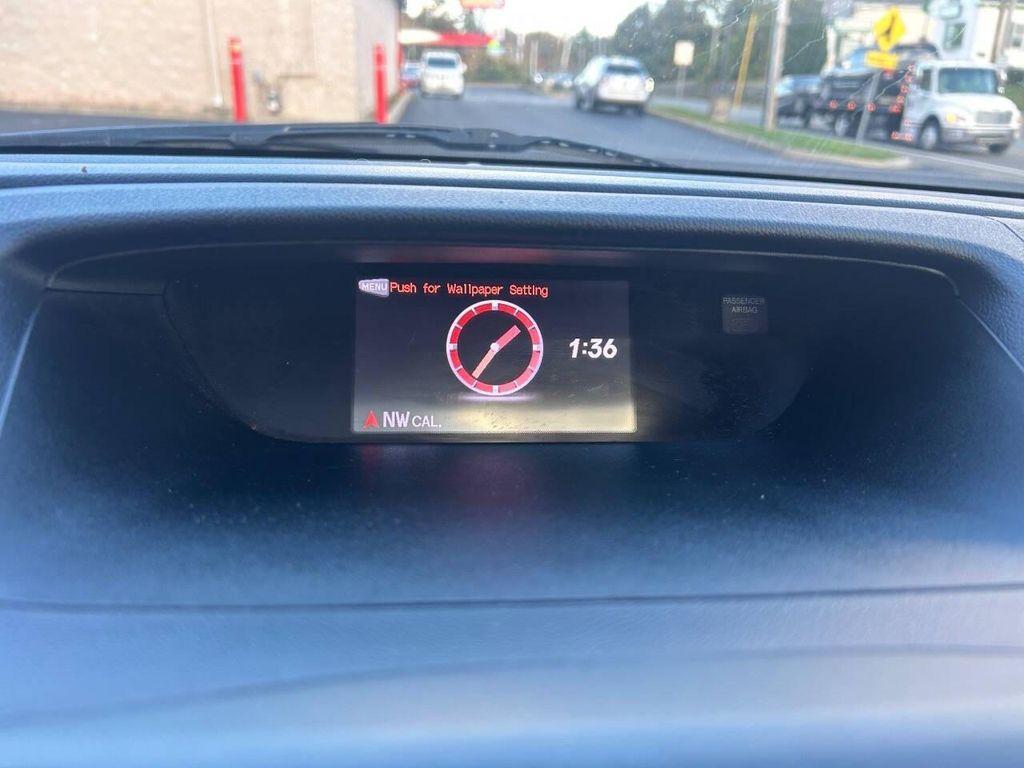 MENU Push for Wallpaper Setting
1:36
NW CAL.
PASSENGER
AIRBAG